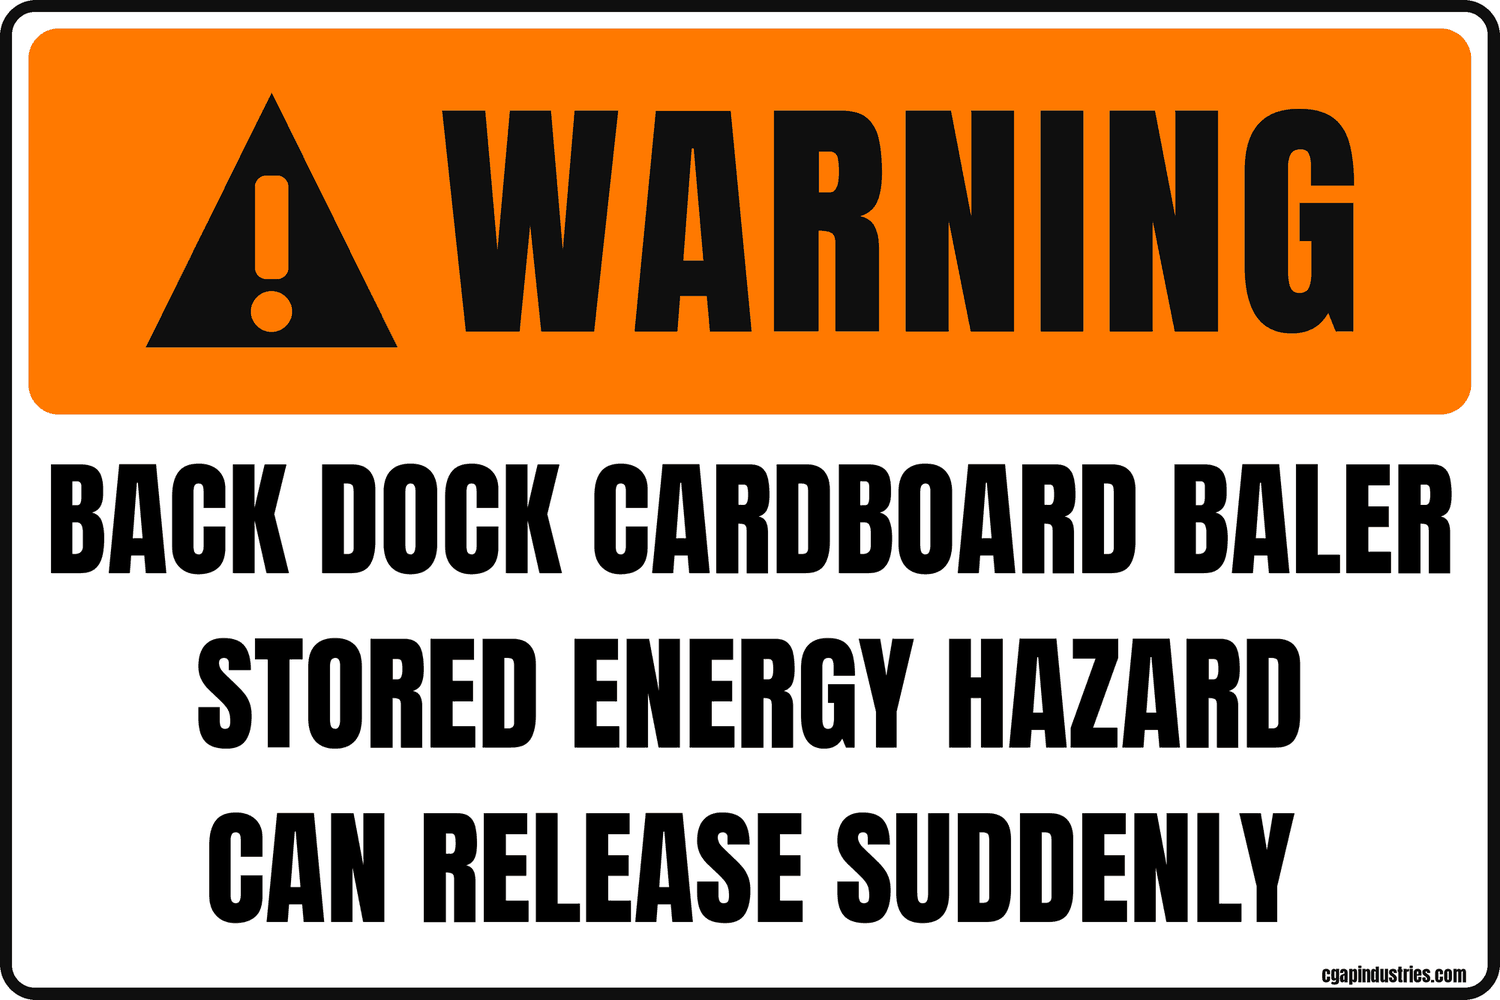 WARNING
BACK DOCK CARDBOARD BALER
STORED ENERGY HAZARD
CAN RELEASE SUDDENLY
cgapindustries.com